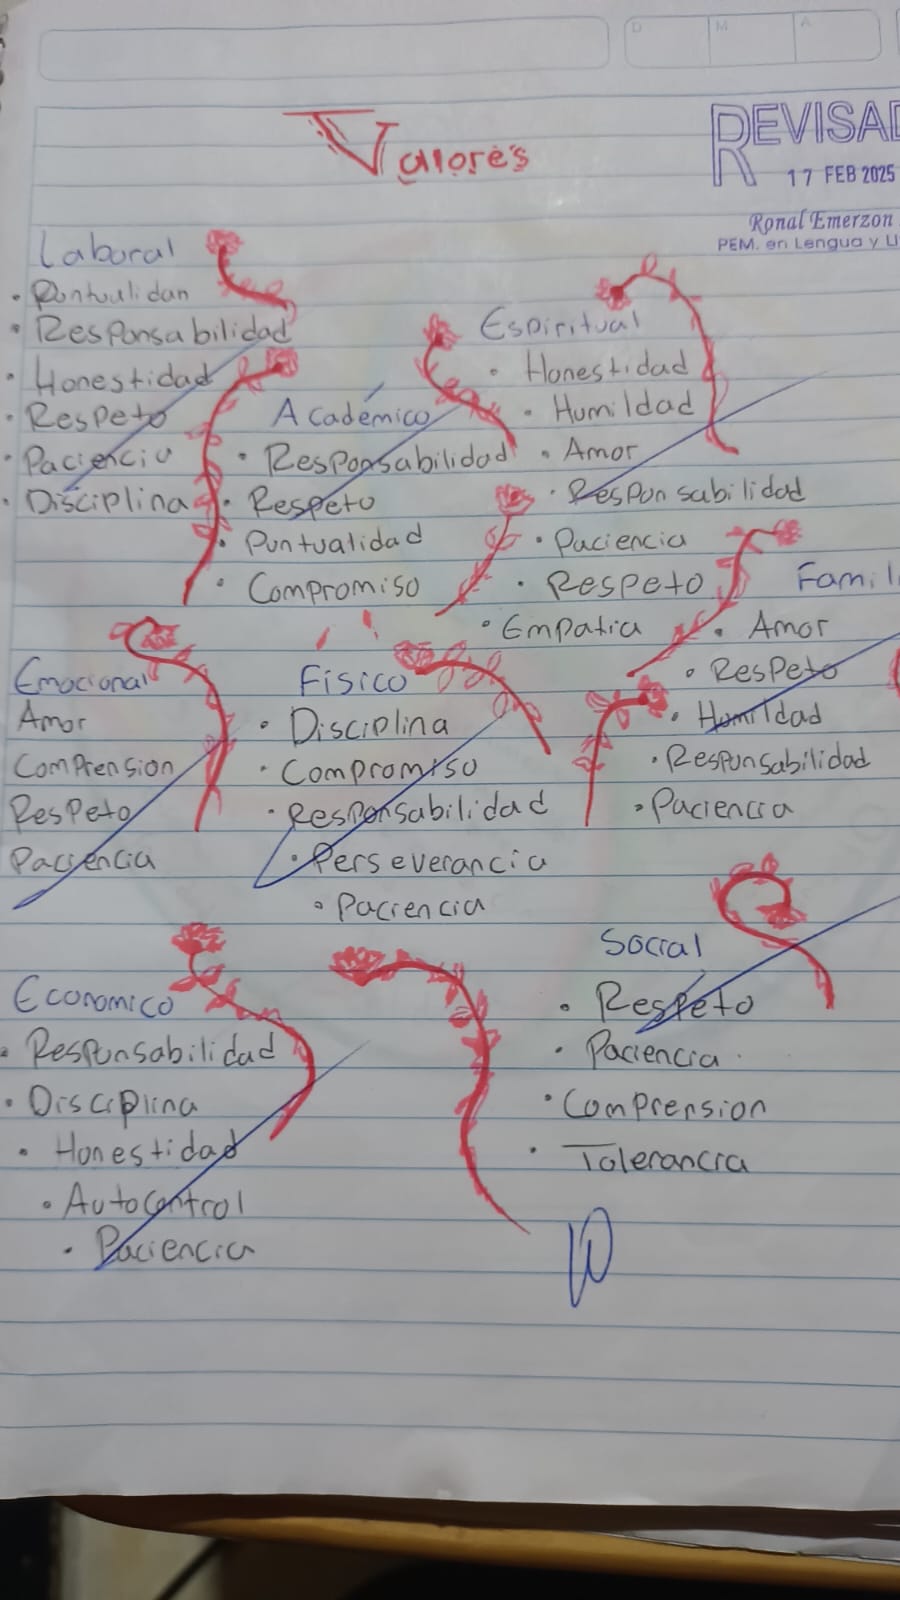 D M A
Valores
REVISAD
17 FEB 2025
Ronal Emerzon
PEM. en Lengua y Li
Laboral
• Puntualidan
• Responsabilidad
• Honestidad
• Respeto
• Paciencia
• Disciplina
Académico
• Responsabilidad
• Respeto
• Puntualidad
• Compromiso
Espiritual
• Honestidad
• Humildad
• Amor
• Responsabilidad
• Paciencia
• Respeto
• Empatia
Famil
• Amor
• Respeto
• Humildad
• Responsabilidad
• Paciencia
Emocional
Amor
Comprension
Respeto
Paciencia
Físico
• Disciplina
• Compromiso
• Responsabilidad
• Perseverancia
• Paciencia
Economico
• Responsabilidad
• Disciplina
• Honestidad
• Autocontrol
• Paciencia
Social
• Respeto
• Paciencia
• Comprension
• Tolerancia
10